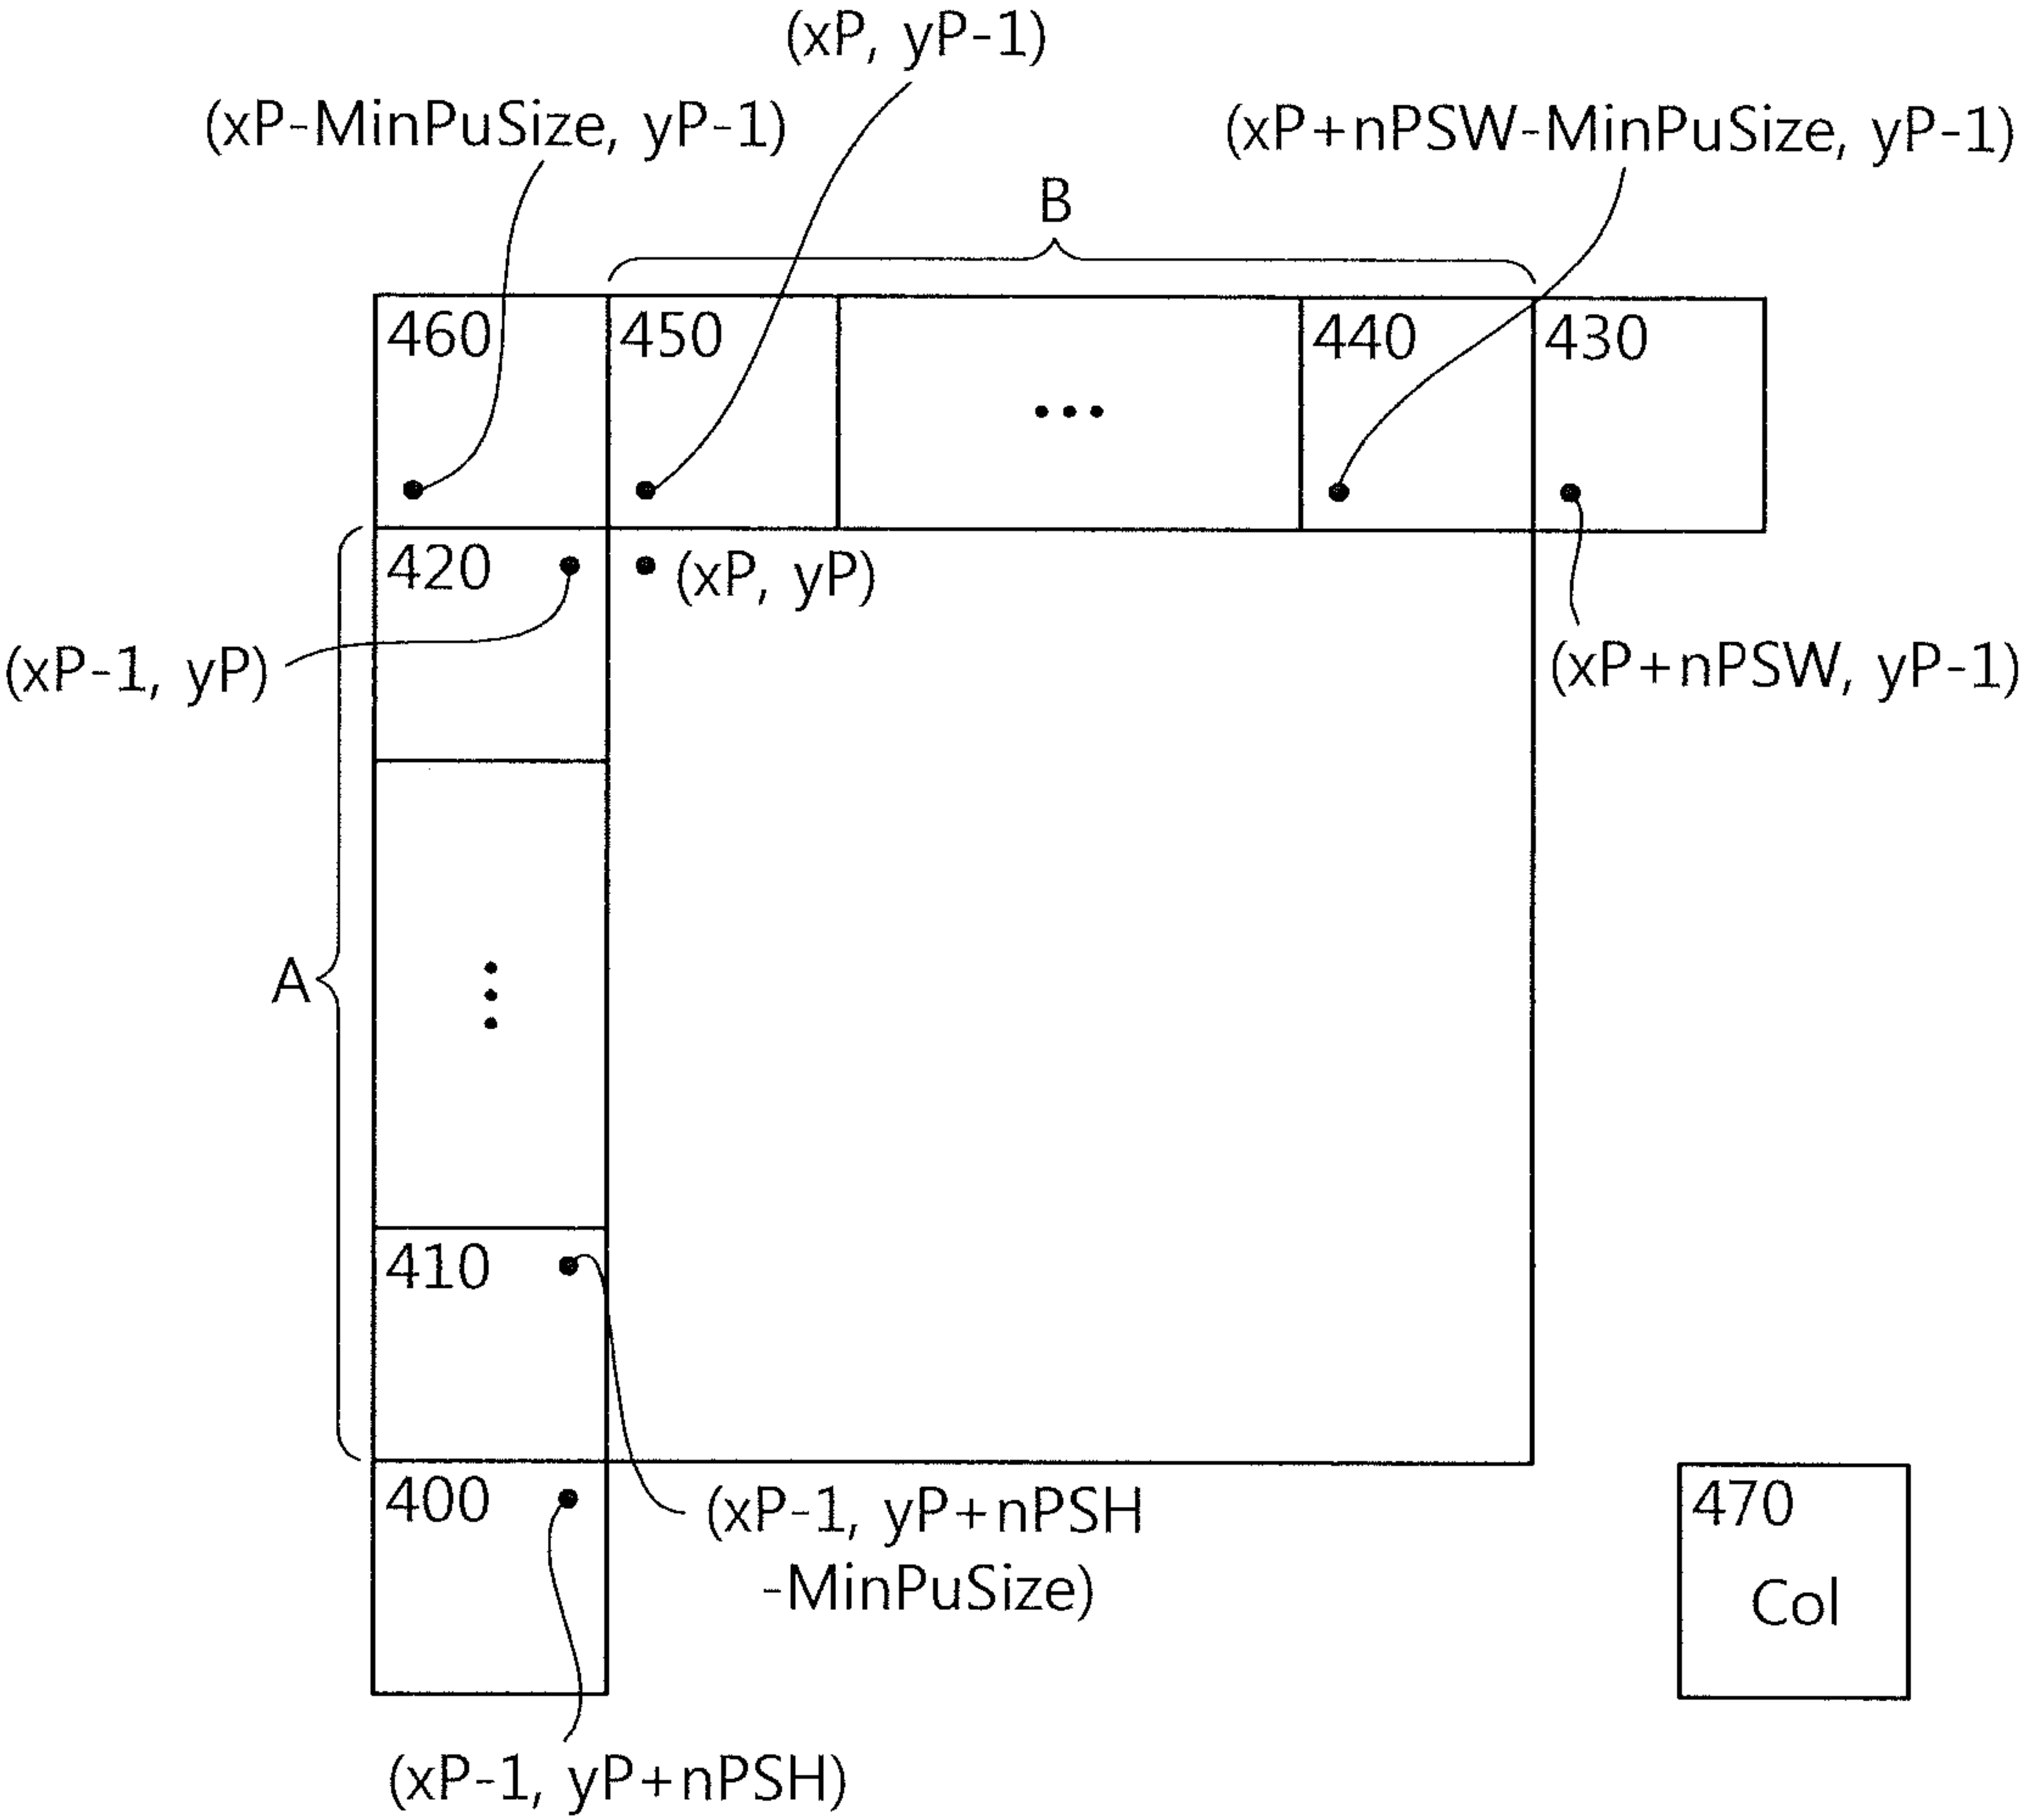 (xP, yP-1)
(xP-MinPuSize, yP-1)
(xP+nPSW-MinPuSize, yP-1)
B
460
450
...
440
430
420
(xP, yP)
(xP-1, yP)
(xP+nPSW, yP-1)
A
410
400
(xP-1, yP+nPSH
-MinPuSize)
470
Col
(xP-1, yP+nPSH)